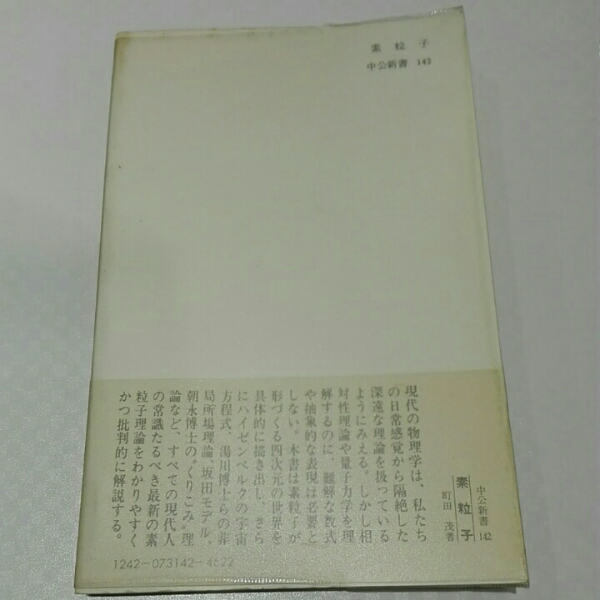 素粒子
中公新書 142
現代の物理学は、私たち
の日常感覚から隔絶した
深遠な理論を扱っている
ようにみえる。しかし相
対性理論や量子力学を理
解するのに、難解な数式
や抽象的な表現は必要と
しない。本書は素粒子が
形づくる四次元の世界を
具体的に描き出し、さら
にハイゼンベルクの宇宙
方程式、湯川博士らの非
局所場理論、坂田モデル、
朝永博士の“くりこみ”理
論など、すべての現代人
の常識たるべき最新の素
粒子理論をわかりやすく
かつ批判的に解説する。
中公新書 142
素粒子
町田 茂著
1242-073142-4622